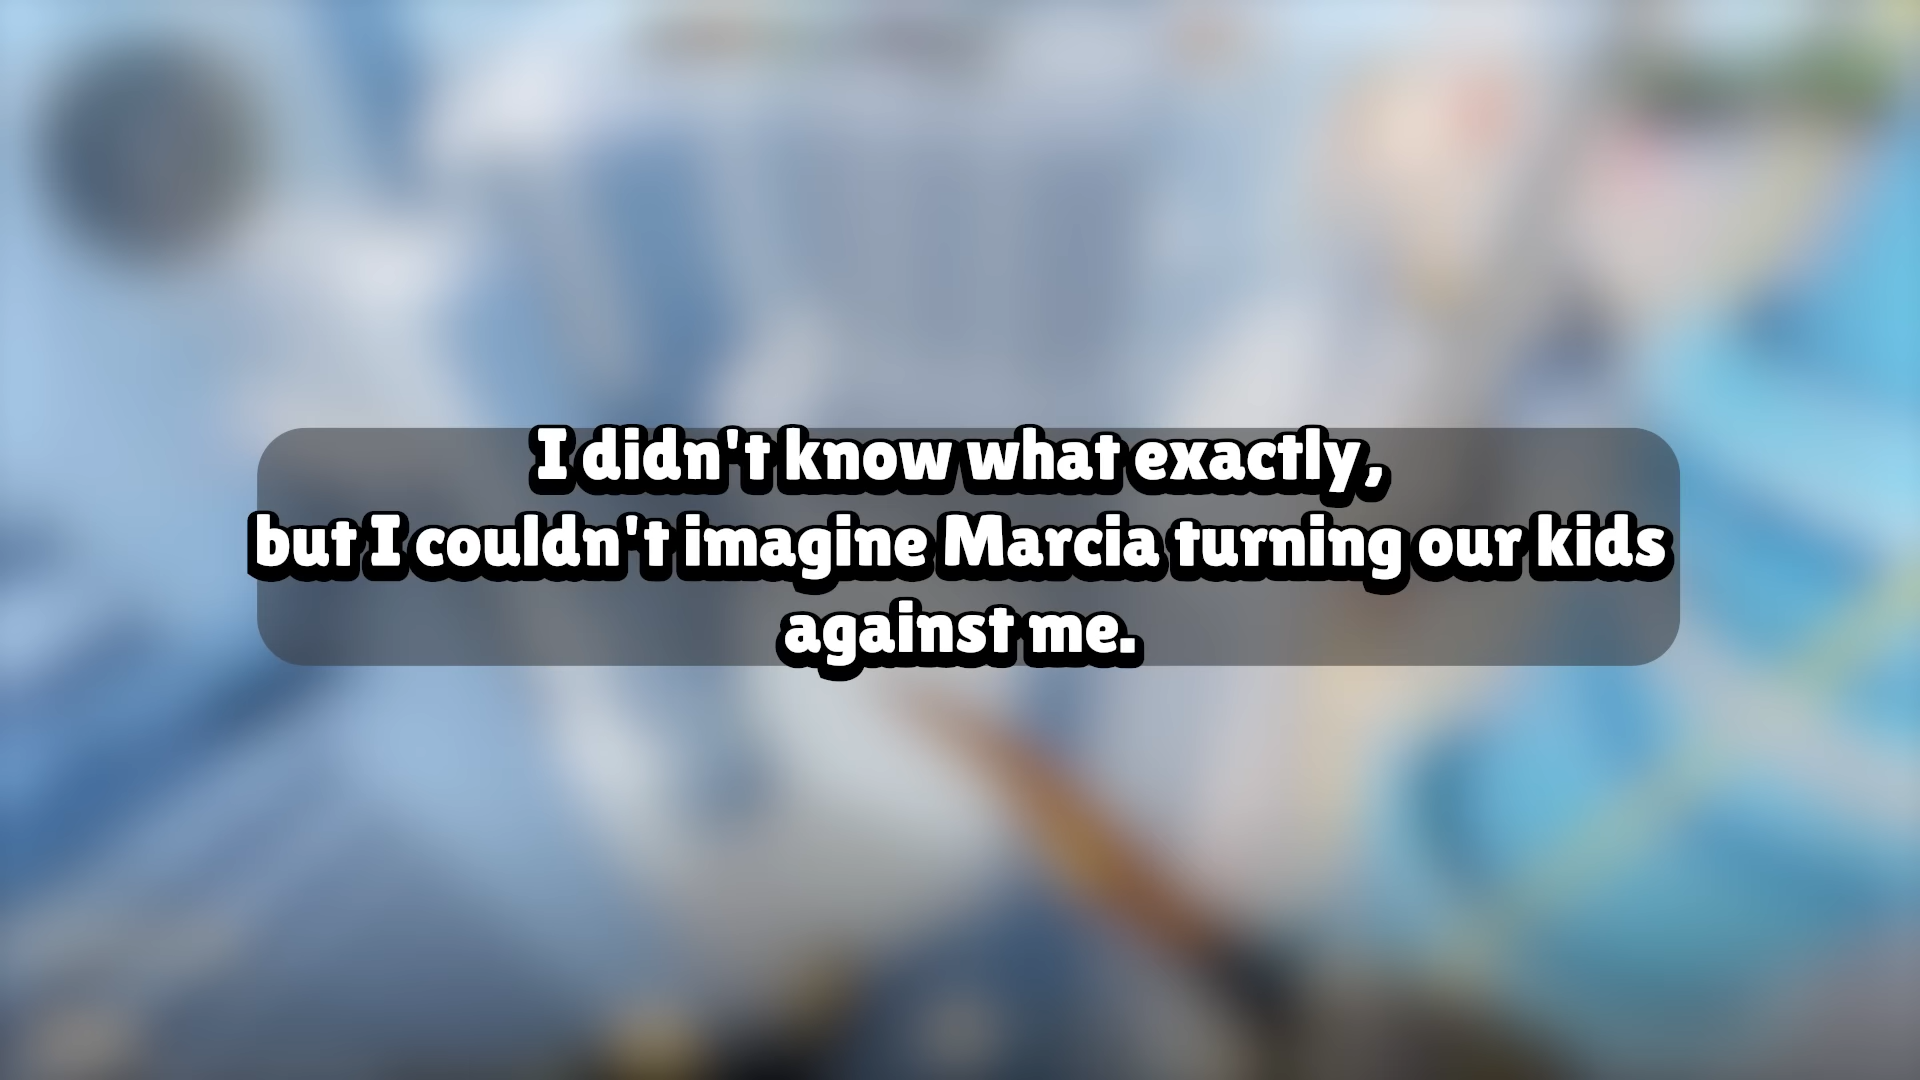 I didn't know what exactly,
but I couldn't imagine Marcia turning our kids
against me.